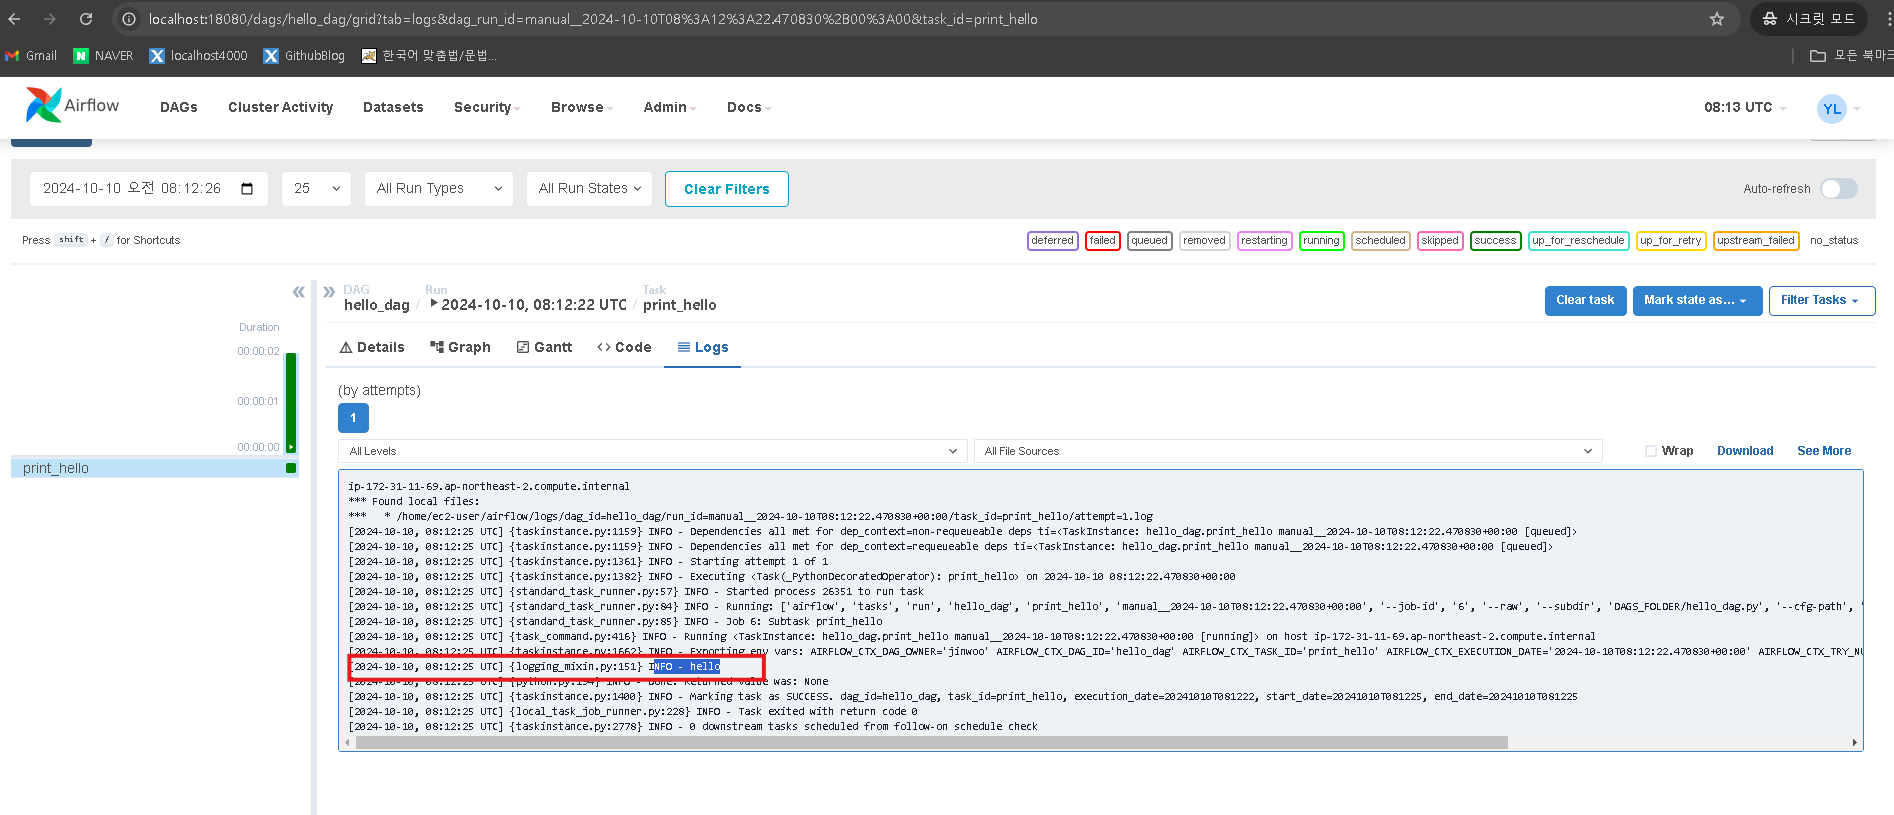 localhost:18080/dags/hello_dag/grid?tab=logs&dag_run_id=manual__2024-10-10T08%3A12%3A22.470830%2B00%3A00&task_id=print_hello
시크릿 모드
Gmail
NAVER
localhost4000
GithubBlog
한국어 맞춤법/문법...
모든 북마크
Airflow
DAGs
Cluster Activity
Datasets
Security
Browse
Admin
Docs
08:13 UTC
YL
2024-10-10 오전 08:12:26
25
All Run Types
All Run States
Clear Filters
Auto-refresh
Press shift + / for Shortcuts
deferred
failed
queued
removed
restarting
running
scheduled
skipped
success
up_for_reschedule
up_for_retry
upstream_failed
no_status
Duration
00:00:02
00:00:01
00:00:00
print_hello
DAG
hello_dag
/
Run
2024-10-10, 08:12:22 UTC
/
Task
print_hello
Clear task
Mark state as...
Filter Tasks
Details
Graph
Gantt
Code
Logs
(by attempts)
1
All Levels
All File Sources
Wrap
Download
See More
ip-172-31-11-69.ap-northeast-2.compute.internal
*** Found local files:
***   * /home/ec2-user/airflow/logs/dag_id=hello_dag/run_id=manual__2024-10-10T08:12:22.470830+00:00/task_id=print_hello/attempt=1.log
[2024-10-10, 08:12:25 UTC] {taskinstance.py:1159} INFO - Dependencies all met for dep_context=non-requeueable deps ti=<TaskInstance: hello_dag.print_hello manual__2024-10-10T08:12:22.470830+00:00 [queued]>
[2024-10-10, 08:12:25 UTC] {taskinstance.py:1159} INFO - Dependencies all met for dep_context=requeueable deps ti=<TaskInstance: hello_dag.print_hello manual__2024-10-10T08:12:22.470830+00:00 [queued]>
[2024-10-10, 08:12:25 UTC] {taskinstance.py:1361} INFO - Starting attempt 1 of 1
[2024-10-10, 08:12:25 UTC] {taskinstance.py:1382} INFO - Executing <Task(_PythonDecoratedOperator): print_hello> on 2024-10-10 08:12:22.470830+00:00
[2024-10-10, 08:12:25 UTC] {standard_task_runner.py:57} INFO - Started process 26351 to run task
[2024-10-10, 08:12:25 UTC] {standard_task_runner.py:84} INFO - Running: ['airflow', 'tasks', 'run', 'hello_dag', 'print_hello', 'manual__2024-10-10T08:12:22.470830+00:00', '--job-id', '6', '--raw', '--subdir', 'DAGS_FOLDER/hello_dag.py', '--cfg-path', '
[2024-10-10, 08:12:25 UTC] {standard_task_runner.py:85} INFO - Job 6: Subtask print_hello
[2024-10-10, 08:12:25 UTC] {task_command.py:416} INFO - Running <TaskInstance: hello_dag.print_hello manual__2024-10-10T08:12:22.470830+00:00 [running]> on host ip-172-31-11-69.ap-northeast-2.compute.internal
[2024-10-10, 08:12:25 UTC] {taskinstance.py:1662} INFO - Exporting env vars: AIRFLOW_CTX_DAG_OWNER='jinwoo' AIRFLOW_CTX_DAG_ID='hello_dag' AIRFLOW_CTX_TASK_ID='print_hello' AIRFLOW_CTX_EXECUTION_DATE='2024-10-10T08:12:22.470830+00:00' AIRFLOW_CTX_TRY_NU
[2024-10-10, 08:12:25 UTC] {logging_mixin.py:151} INFO - hello
[2024-10-10, 08:12:25 UTC] {python.py:194} INFO - Done. Returned value was: None
[2024-10-10, 08:12:25 UTC] {taskinstance.py:1400} INFO - Marking task as SUCCESS. dag_id=hello_dag, task_id=print_hello, execution_date=20241010T081222, start_date=20241010T081225, end_date=20241010T081225
[2024-10-10, 08:12:25 UTC] {local_task_job_runner.py:228} INFO - Task exited with return code 0
[2024-10-10, 08:12:25 UTC] {taskinstance.py:2778} INFO - 0 downstream tasks scheduled from follow-on schedule check